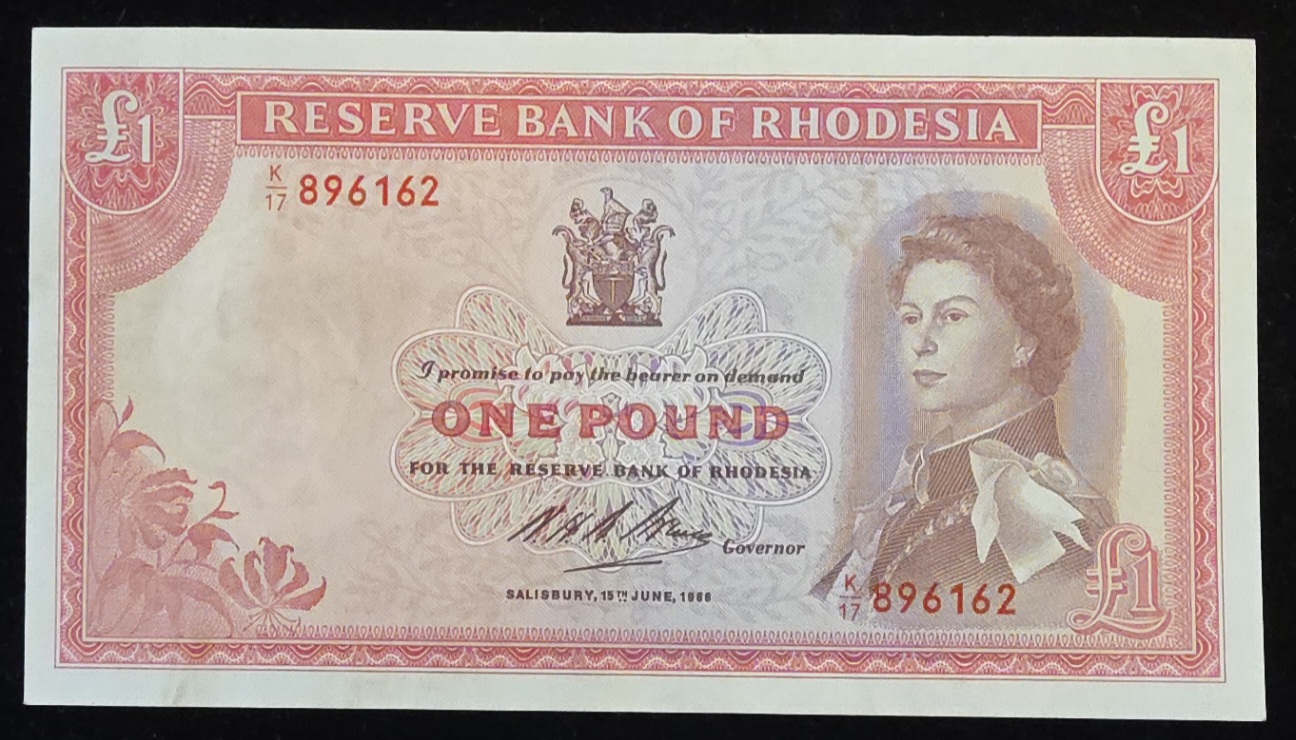 £1 RESERVE BANK OF RHODESIA £1
K/17 896162
I promise to pay the bearer on demand
ONE POUND
FOR THE RESERVE BANK OF RHODESIA
Governor
SALISBURY, 15TH JUNE, 1966
K/17 896162
£1